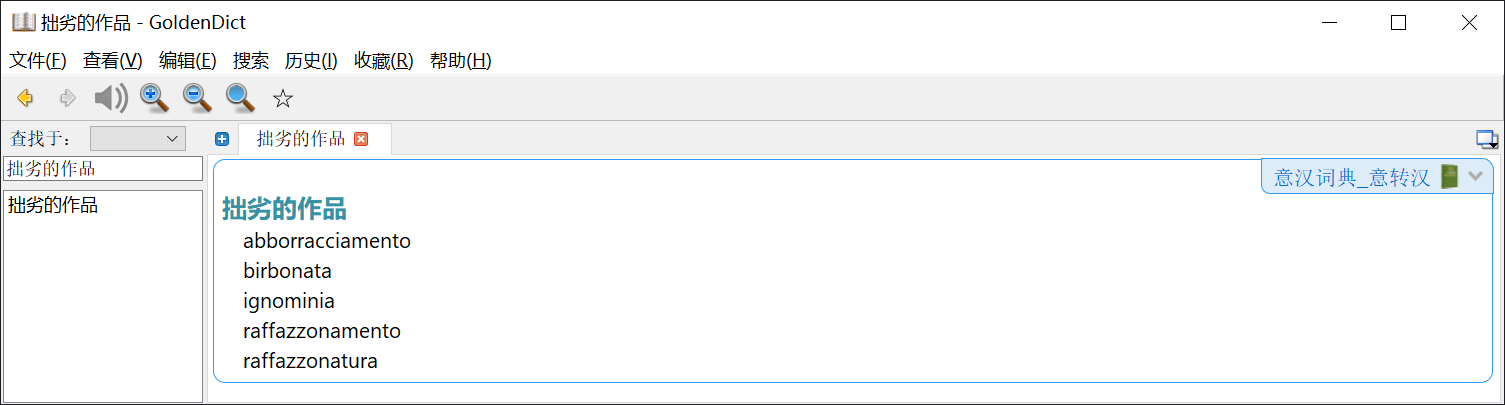 拙劣的作品 - GoldenDict
文件(F) 查看(V) 编辑(E) 搜索 历史(I) 收藏(R) 帮助(H)
查找于：
拙劣的作品
拙劣的作品
拙劣的作品
意汉词典_意转汉
拙劣的作品
abborracciamento
birbonata
ignominia
raffazzonamento
raffazzonatura